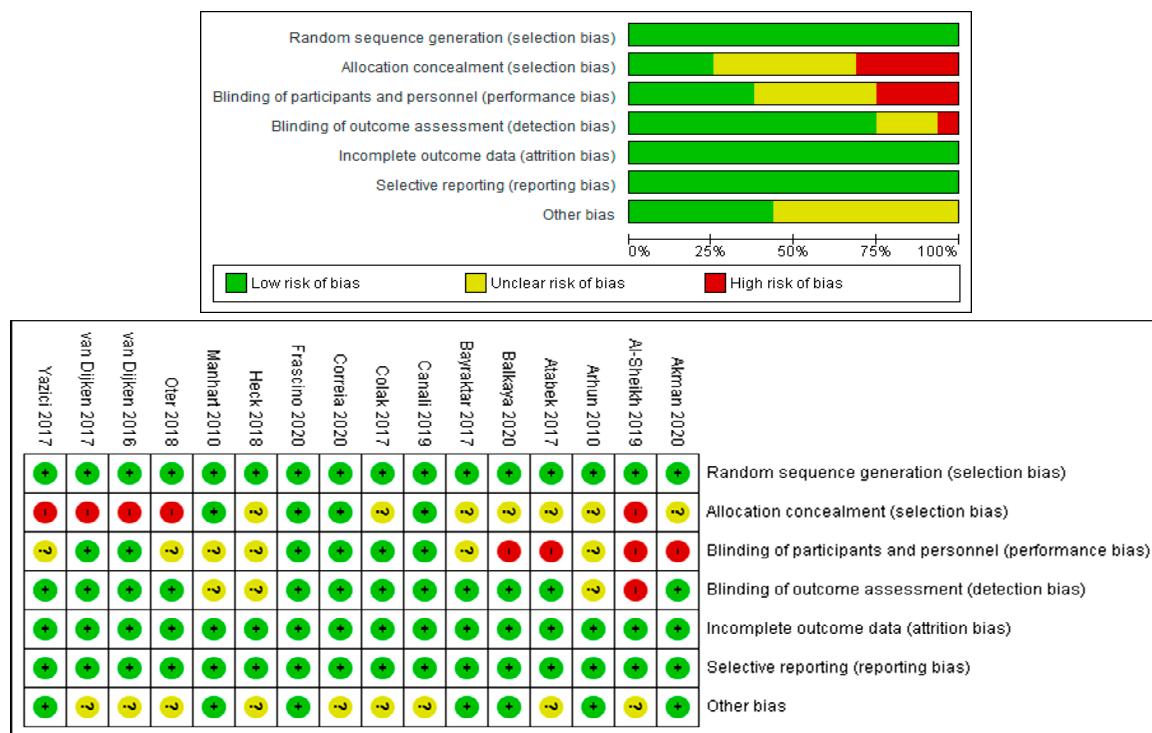 Random sequence generation (selection bias)
Allocation concealment (selection bias)
Blinding of participants and personnel (performance bias)
Blinding of outcome assessment (detection bias)
Incomplete outcome data (attrition bias)
Selective reporting (reporting bias)
Other bias
0% 25% 50% 75% 100%
Low risk of bias Unclear risk of bias High risk of bias
Yazici 2017
van Dijken 2017
van Dijken 2016
Oter 2018
Manhart 2010
Heck 2018
Frascino 2020
Correia 2020
Colak 2017
Canali 2019
Bayraktar 2017
Balkaya 2020
Atabek 2017
Arhun 2010
Al-Sheikh 2019
Akman 2020
+ + + + + + + + + + + + + + + + Random sequence generation (selection bias)
- - - - + ? + + ? + ? ? ? ? - ? Allocation concealment (selection bias)
? + + ? ? ? + + + + ? - - ? - - Blinding of participants and personnel (performance bias)
+ + + + ? ? + + + + + + + ? - + Blinding of outcome assessment (detection bias)
+ + + + + + + + + + + + + + + + Incomplete outcome data (attrition bias)
+ + + + + + + + + + + + + + + + Selective reporting (reporting bias)
+ ? ? ? + ? + ? ? ? + + ? + ? + Other bias